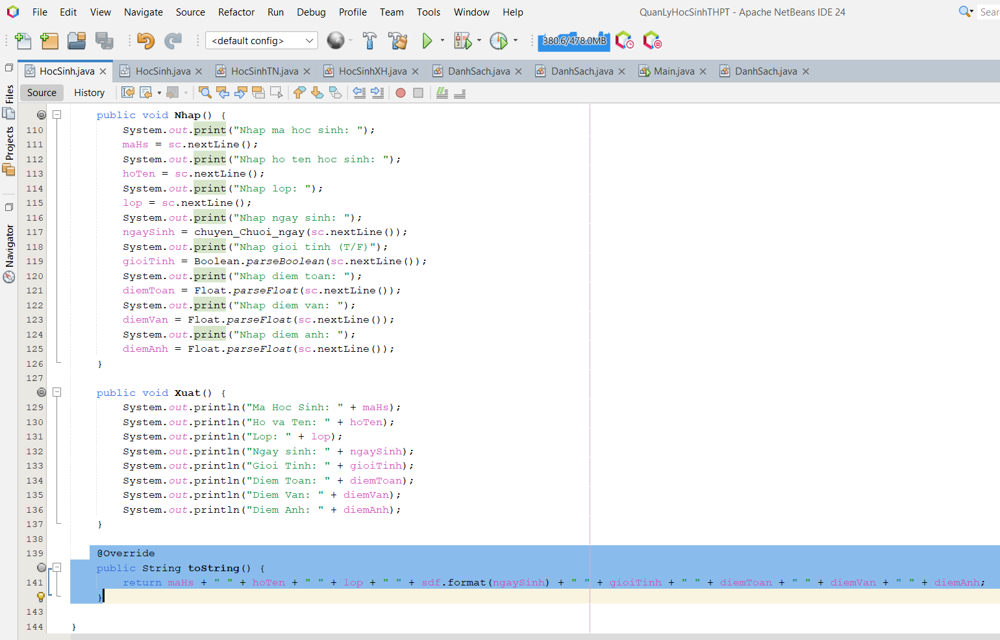 File Edit View Navigate Source Refactor Run Debug Profile Team Tools Window Help QuanLyHocSinhTHPT - Apache NetBeans IDE 24 Sear
<default config> 380.6/478.0MB
HocSinh.java HocSinh.java HocSinhTN.java HocSinhXH.java DanhSach.java DanhSach.java Main.java DanhSach.java
Source History
Files
Projects
Navigator
public void Nhap() {
110 System.out.print("Nhap ma hoc sinh: ");
111 maHs = sc.nextLine();
112 System.out.print("Nhap ho ten hoc sinh: ");
113 hoTen = sc.nextLine();
114 System.out.print("Nhap lop: ");
115 lop = sc.nextLine();
116 System.out.print("Nhap ngay sinh: ");
117 ngaySinh = chuyen_Chuoi_ngay(sc.nextLine());
118 System.out.print("Nhap gioi tinh (T/F)");
119 gioiTinh = Boolean.parseBoolean(sc.nextLine());
120 System.out.print("Nhap diem toan: ");
121 diemToan = Float.parseFloat(sc.nextLine());
122 System.out.print("Nhap diem van: ");
123 diemVan = Float.parseFloat(sc.nextLine());
124 System.out.print("Nhap diem anh: ");
125 diemAnh = Float.parseFloat(sc.nextLine());
126 }
127
public void Xuat() {
129 System.out.println("Ma Hoc Sinh: " + maHs);
130 System.out.println("Ho va Ten: " + hoTen);
131 System.out.println("Lop: " + lop);
132 System.out.println("Ngay sinh: " + ngaySinh);
133 System.out.println("Gioi Tinh: " + gioiTinh);
134 System.out.println("Diem Toan: " + diemToan);
135 System.out.println("Diem Van: " + diemVan);
136 System.out.println("Diem Anh: " + diemAnh);
137 }
138
139 @Override
public String toString() {
141 return maHs + " " + hoTen + " " + lop + " " + sdf.format(ngaySinh) + " " + gioiTinh + " " + diemToan + " " + diemVan + " " + diemAnh;
}
143
144 }